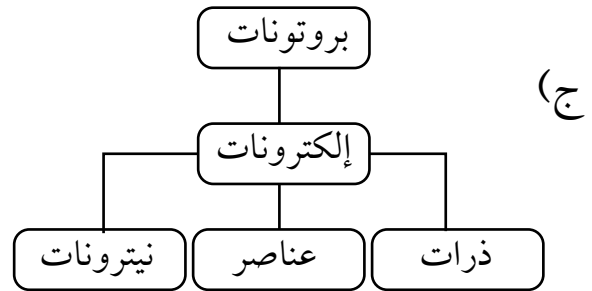 بروتونات
ج)
إلكترونات
ذرات
عناصر
نيترونات